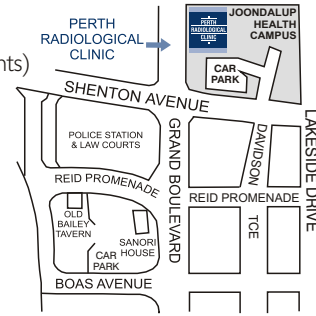 PERTH
RADIOLOGICAL
CLINIC
PERTH
RADIOLOGICAL
CLINIC
JOONDALUP
HEALTH
CAMPUS
nts)
CAR
PARK
SHENTON AVENUE
POLICE STATION
& LAW COURTS
GRAND BOULEVARD
DAVIDSON TCE
LAKESIDE DRIVE
REID PROMENADE
REID PROMENADE
OLD
BAILEY
TAVERN
SANORI
HOUSE
CAR
PARK
BOAS AVENUE